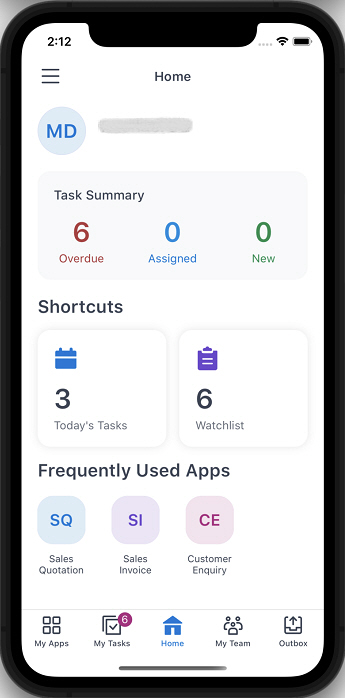 2:12
Home
MD
Task Summary
6 0 0
Overdue Assigned New
Shortcuts
3 6
Today's Tasks Watchlist
Frequently Used Apps
SQ SI CE
Sales Sales Customer
Quotation Invoice Enquiry
6
My Apps My Tasks Home My Team Outbox